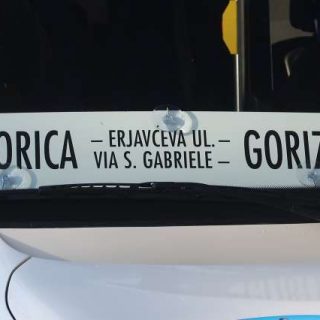 ORICA – ERJAVČEVA UL. – GORIZ
VIA S. GABRIELE –